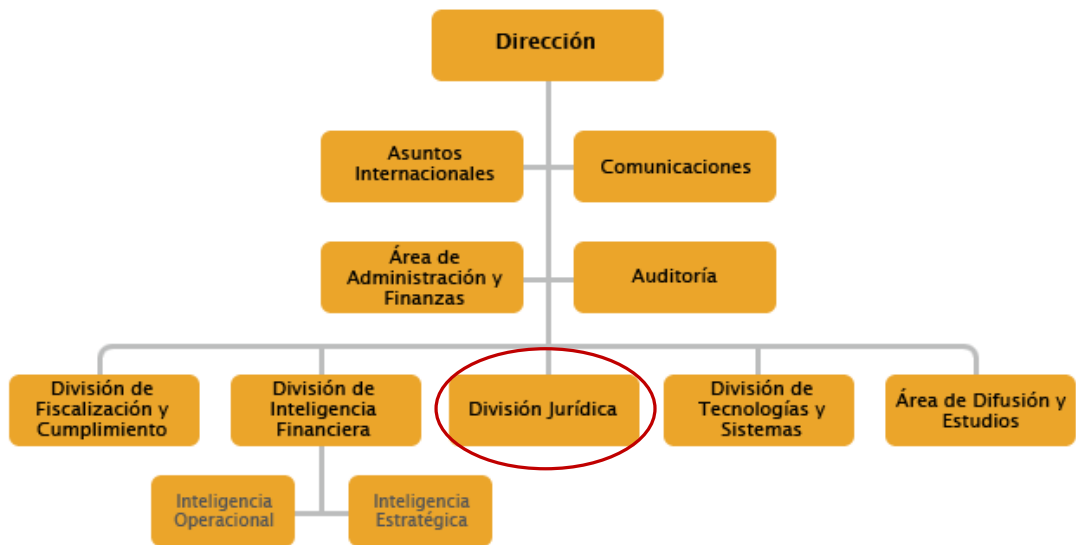 Dirección
Asuntos
Internacionales
Comunicaciones
Área de
Administración y
Finanzas
Auditoría
División de
Fiscalización y
Cumplimiento
División de
Inteligencia
Financiera
División Jurídica
División de
Tecnologías y
Sistemas
Área de Difusión y
Estudios
Inteligencia
Operacional
Inteligencia
Estratégica